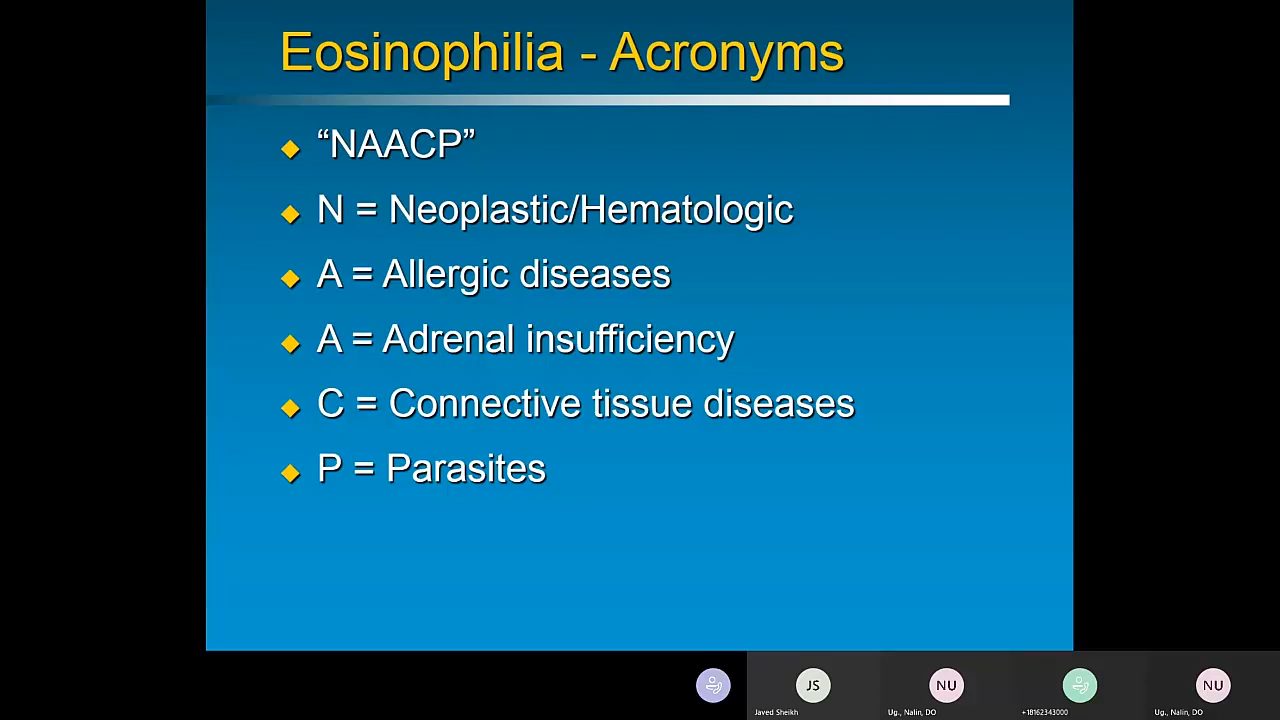 Eosinophilia - Acronyms
“NAACP”
N = Neoplastic/Hematologic
A = Allergic diseases
A = Adrenal insufficiency
C = Connective tissue diseases
P = Parasites
JS
NU
NU
Javed Sheikh
Ug., Nalin, DO
+18162343000
Ug., Nalin, DO